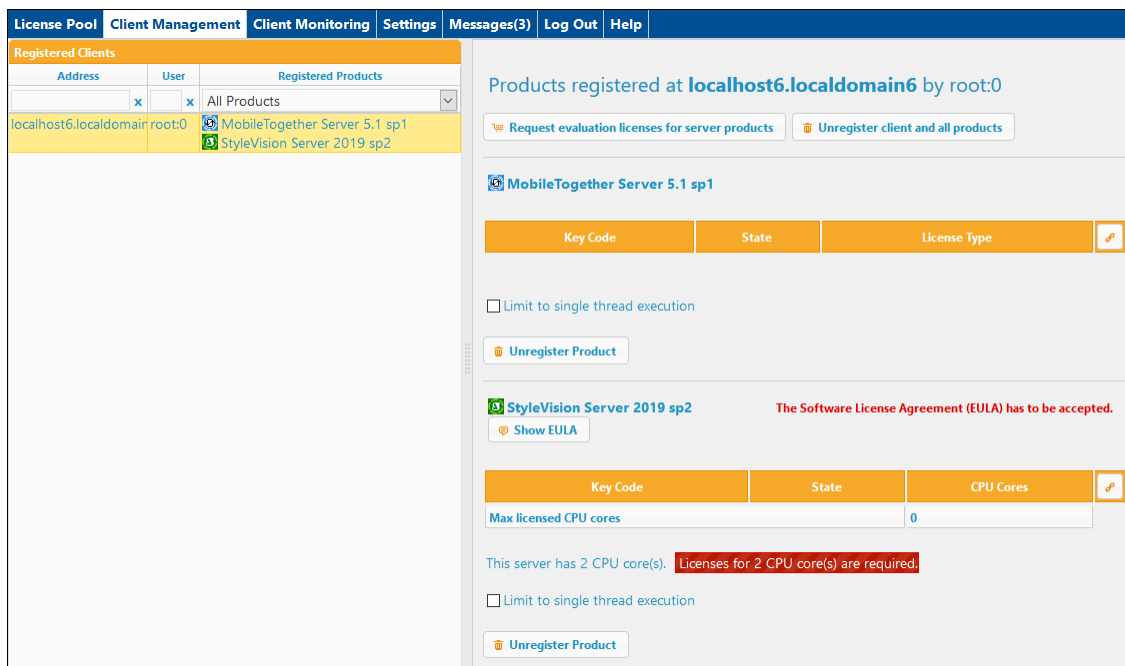 License Pool Client Management Client Monitoring Settings Messages(3) Log Out Help
Registered Clients
Address User Registered Products
x x All Products
localhost6.localdomain root:0 MobileTogether Server 5.1 sp1
StyleVision Server 2019 sp2
Products registered at localhost6.localdomain6 by root:0
Request evaluation licenses for server products Unregister client and all products
MobileTogether Server 5.1 sp1
Key Code State License Type
Limit to single thread execution
Unregister Product
StyleVision Server 2019 sp2 The Software License Agreement (EULA) has to be accepted.
Show EULA
Key Code State CPU Cores
Max licensed CPU cores 0
This server has 2 CPU core(s). Licenses for 2 CPU core(s) are required.
Limit to single thread execution
Unregister Product